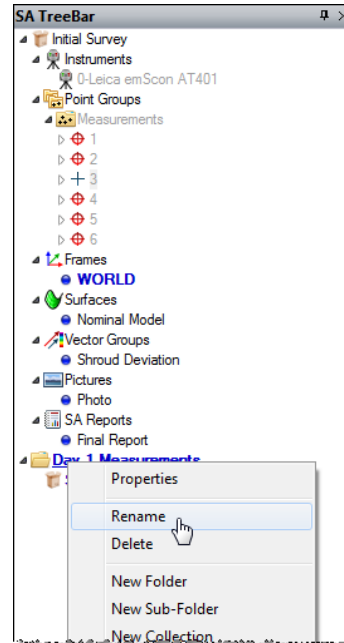 SA TreeBar
Initial Survey
Instruments
0-Leica emScon AT401
Point Groups
Measurements
1
2
3
4
5
6
Frames
WORLD
Surfaces
Nominal Model
Vector Groups
Shroud Deviation
Pictures
Photo
SA Reports
Final Report
Day 1 Measurements
Properties
Rename
Delete
New Folder
New Sub-Folder
New Collection